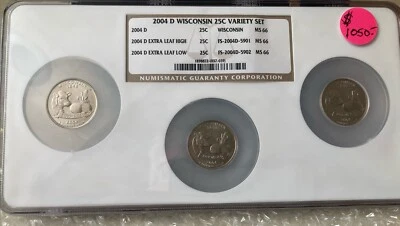 2004 D WISCONSIN 25C VARIETY SET
2004 D 25C WISCONSIN MS 66
2004 D EXTRA LEAF HIGH 25C FS-2004D-5901 MS 66
2004 D EXTRA LEAF LOW 25C FS-2004D-5902 MS 66
NUMISMATIC GUARANTY CORPORATION
$
1050-